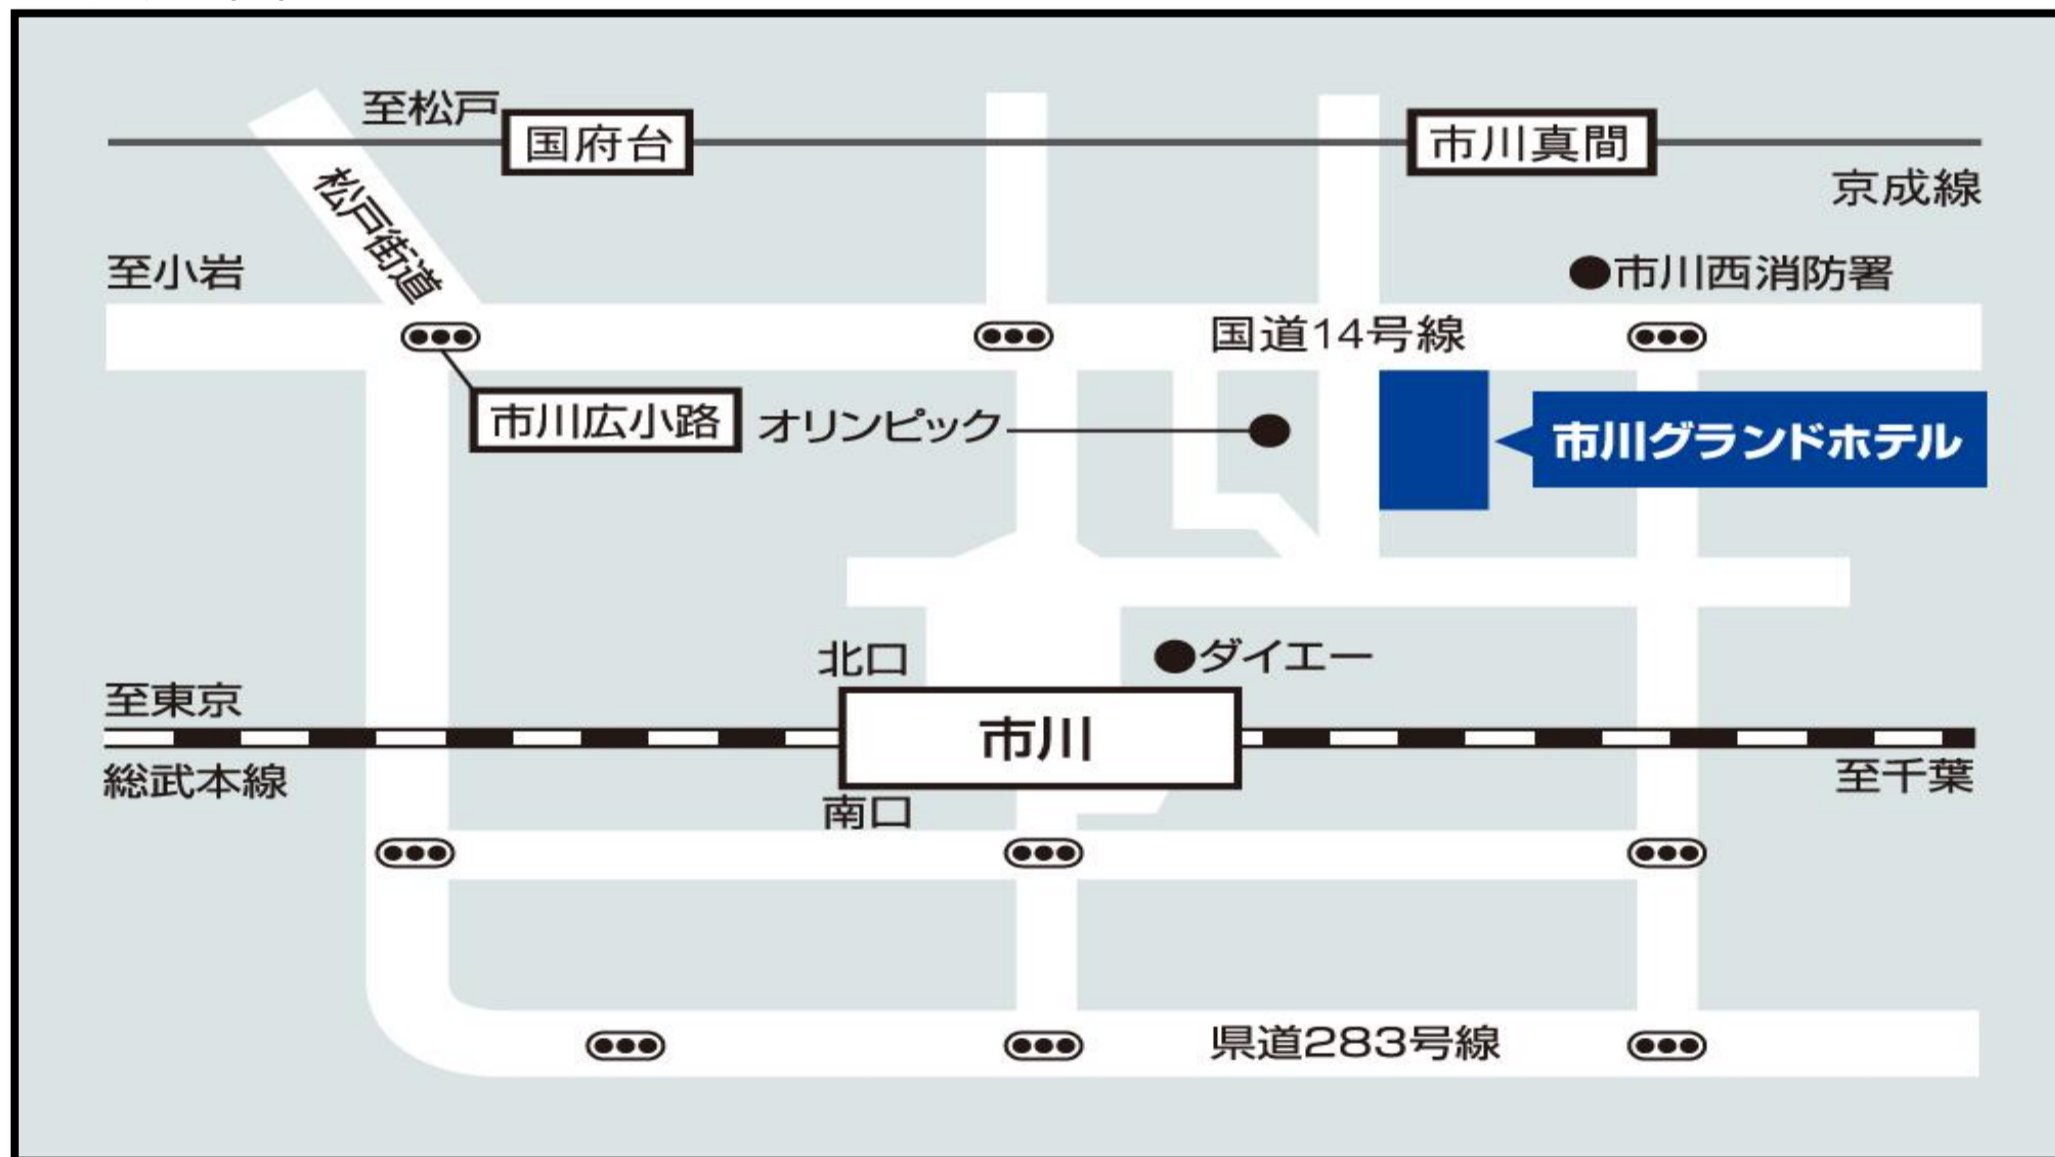 至松戸
国府台
市川真間
京成線
松戸街道
至小岩
市川西消防署
国道14号線
市川広小路
オリンピック
市川グランドホテル
北口
ダイエー
至東京
市川
総武本線
至千葉
南口
県道283号線